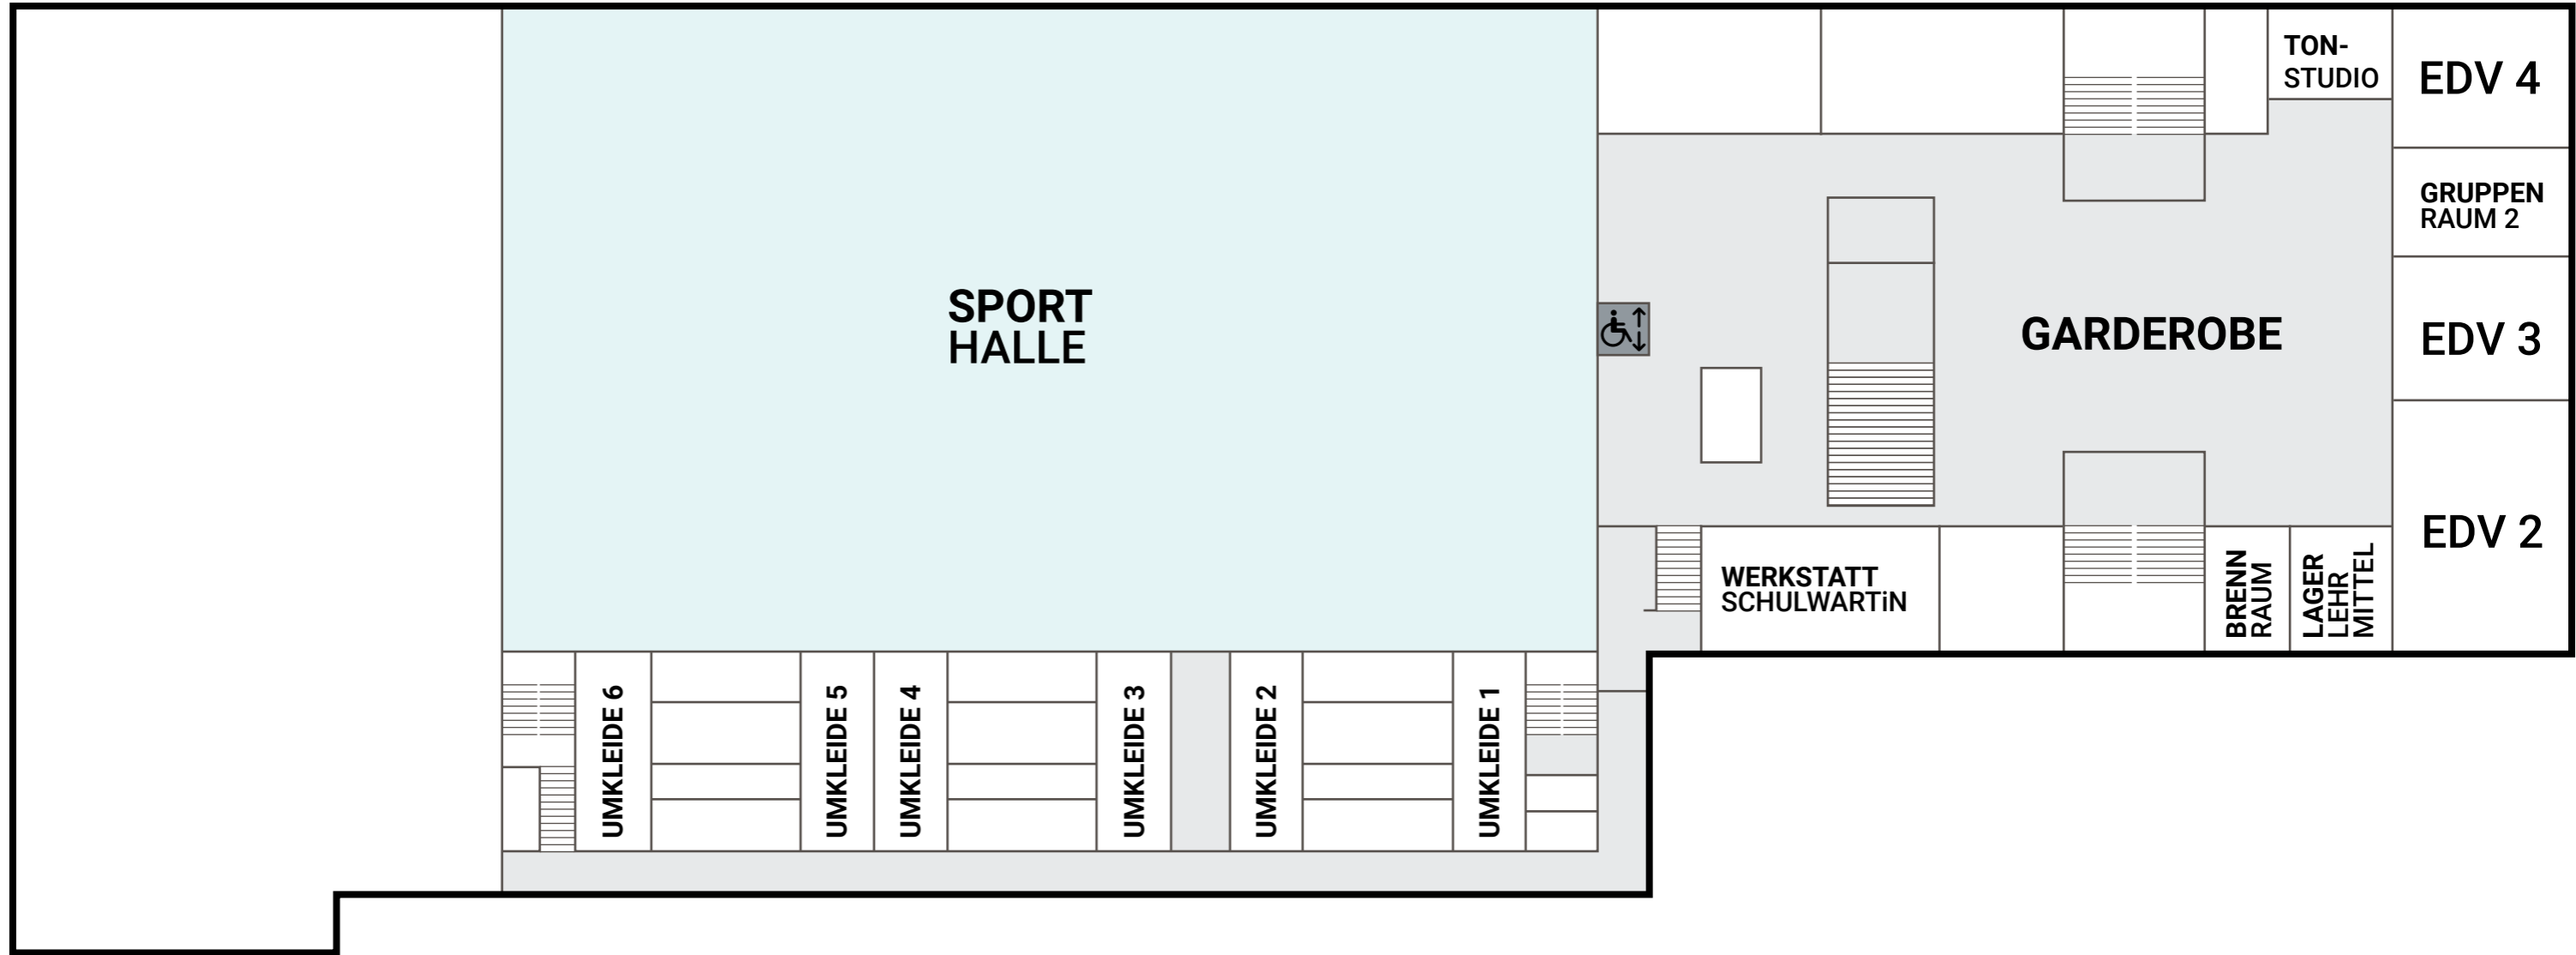 TON-
STUDIO
EDV 4
GRUPPEN
RAUM 2
SPORT
HALLE
GARDEROBE
EDV 3
EDV 2
WERKSTATT
SCHULWARTiN
BRENN
RAUM
LAGER
LEHR
MITTEL
UMKLEIDE 6
UMKLEIDE 5
UMKLEIDE 4
UMKLEIDE 3
UMKLEIDE 2
UMKLEIDE 1